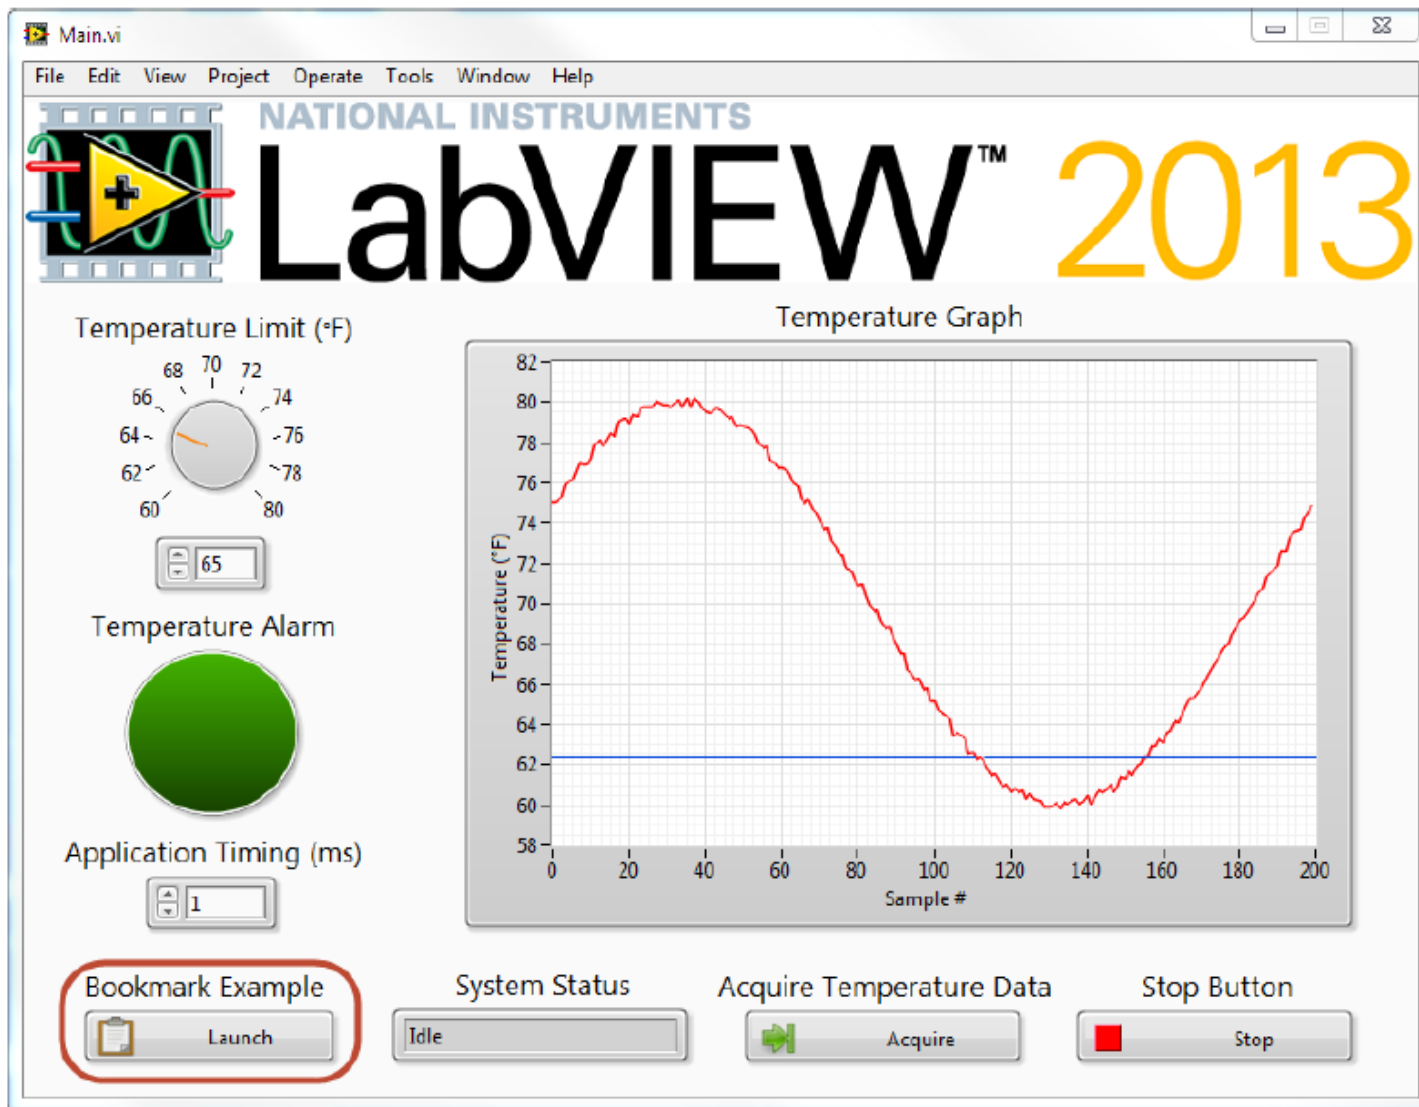 Main.vi
File Edit View Project Operate Tools Window Help
NATIONAL INSTRUMENTS
LabVIEW™ 2013
Temperature Limit (°F)
60 62 64 66 68 70 72 74 76 78 80
65
Temperature Alarm
Application Timing (ms)
1
Temperature Graph
Temperature (°F)
82
80
78
76
74
72
70
68
66
64
62
60
58
0 20 40 60 80 100 120 140 160 180 200
Sample #
Bookmark Example
Launch
System Status
Idle
Acquire Temperature Data
Acquire
Stop Button
Stop